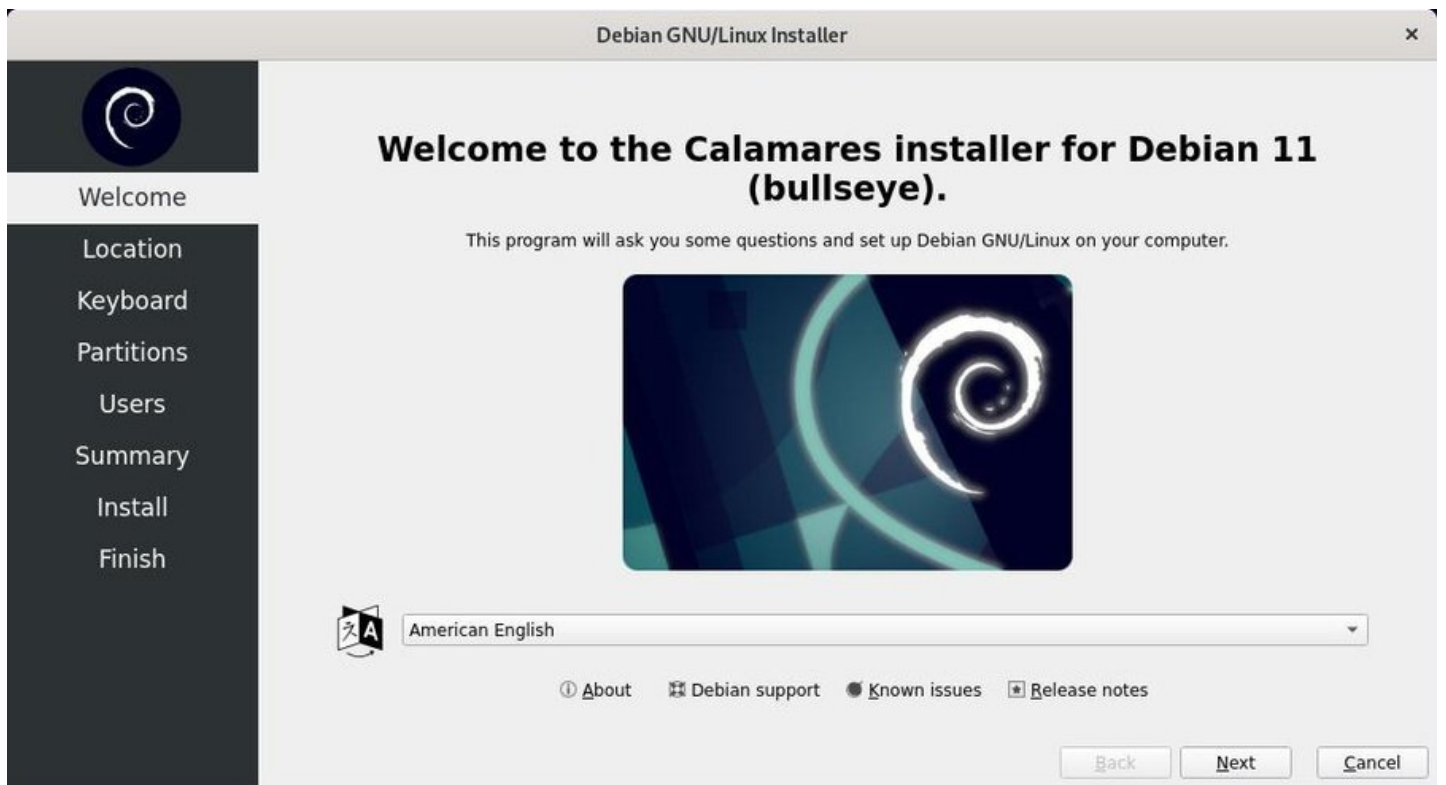 Debian GNU/Linux Installer
Welcome
Location
Keyboard
Partitions
Users
Summary
Install
Finish
Welcome to the Calamares installer for Debian 11
(bullseye).
This program will ask you some questions and set up Debian GNU/Linux on your computer.
American English
About Debian support Known issues Release notes
Back Next Cancel